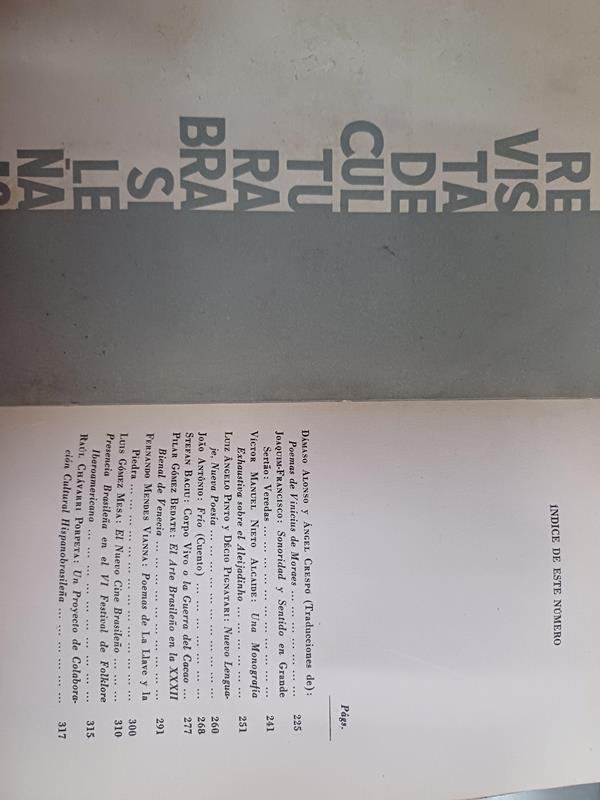 RE
VIS
TA
DE
CUL
TU
RA
BRA
SI
LE
ÑA
ÍNDICE DE ESTE NÚMERO
Págs.
DÁMASO ALONSO Y ÁNGEL CRESPO (Traducciones de):
Poemas de Vinicius de Moraes ... ... ... ... ... ... ... 225
JOAQUIM-FRANCISCO: Sonoridad y Sentido en Grande
Sertão: Veredas ... ... ... ... ... ... ... ... ... ... 241
VÍCTOR MANUEL NIETO ALCAIDE: Una Monografía
Exhaustiva sobre el Aleijadinho ... ... ... ... ... ... 251
LUIZ ÁNGELO PINTO Y DÉCIO PIGNATARI: Nuevo Lengua-
je, Nueva Poesía ... ... ... ... ... ... ... ... ... ... 260
JOÃO ANTÔNIO: Frío (Cuento) ... ... ... ... ... ... ... 268
STEFAN BACIU: Corpo Vivo o la Guerra del Cacao ... 277
PILAR GÓMEZ BEDATE: El Arte Brasileño en la XXXII
Bienal de Venecia ... ... ... ... ... ... ... ... ... ... 291
FERNANDO MENDES VIANNA: Poemas de La Llave y la
Piedra ... ... ... ... ... ... ... ... ... ... ... ... ... 300
LUIS GÓMEZ MESA: El Nuevo Cine Brasileño ... ... ... 310
Presencia Brasileña en el VI Festival de Folklore
Iberoamericano ... ... ... ... ... ... ... ... ... ... 315
RAÚL CHÁVARRI PORPETA: Un Proyecto de Colabora-
ción Cultural Hispanobrasileña ... ... ... ... ... ... 317